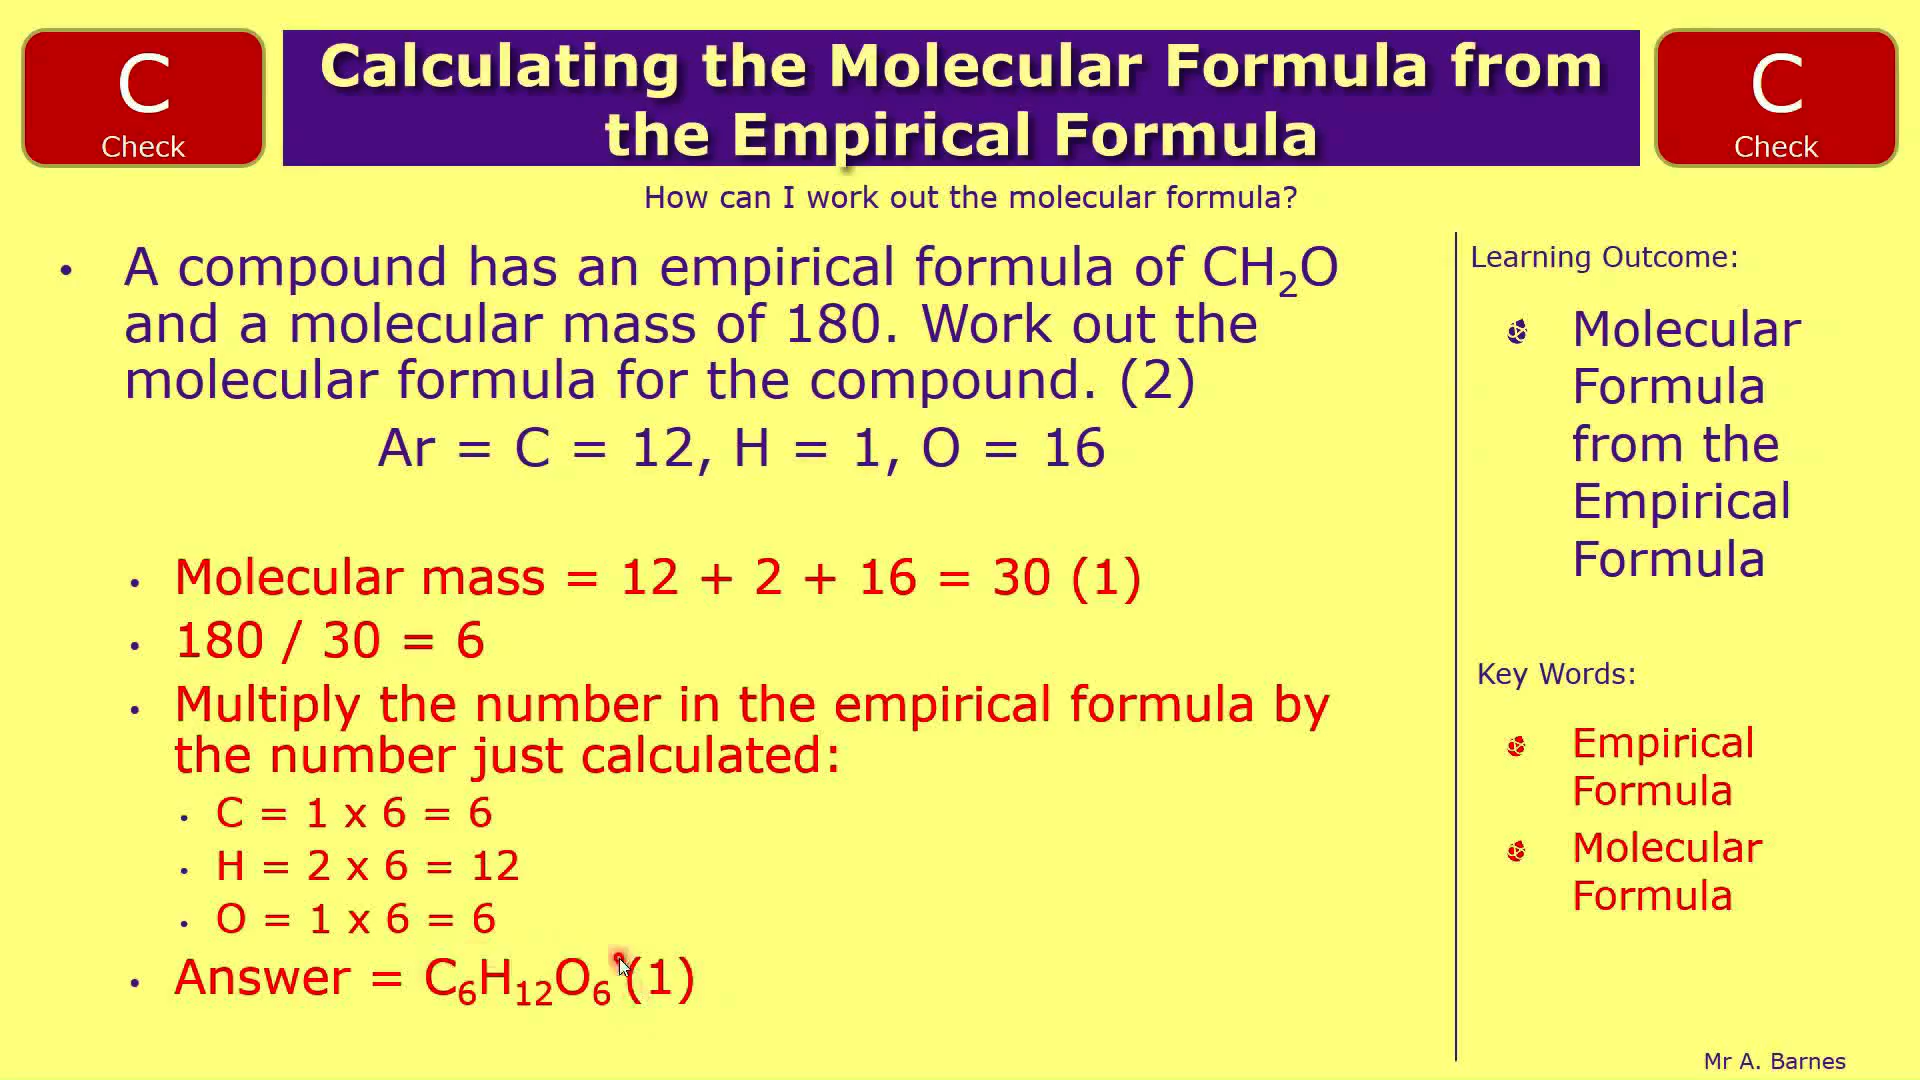 C
Check
Calculating the Molecular Formula from
the Empirical Formula
C
Check
How can I work out the molecular formula?
• A compound has an empirical formula of CH₂O
and a molecular mass of 180. Work out the
molecular formula for the compound. (2)
Ar = C = 12, H = 1, O = 16
• Molecular mass = 12 + 2 + 16 = 30 (1)
• 180 / 30 = 6
• Multiply the number in the empirical formula by
the number just calculated:
• C = 1 x 6 = 6
• H = 2 x 6 = 12
• O = 1 x 6 = 6
• Answer = C₆H₁₂O₆ (1)
Learning Outcome:
Molecular
Formula
from the
Empirical
Formula
Key Words:
Empirical
Formula
Molecular
Formula
Mr A. Barnes